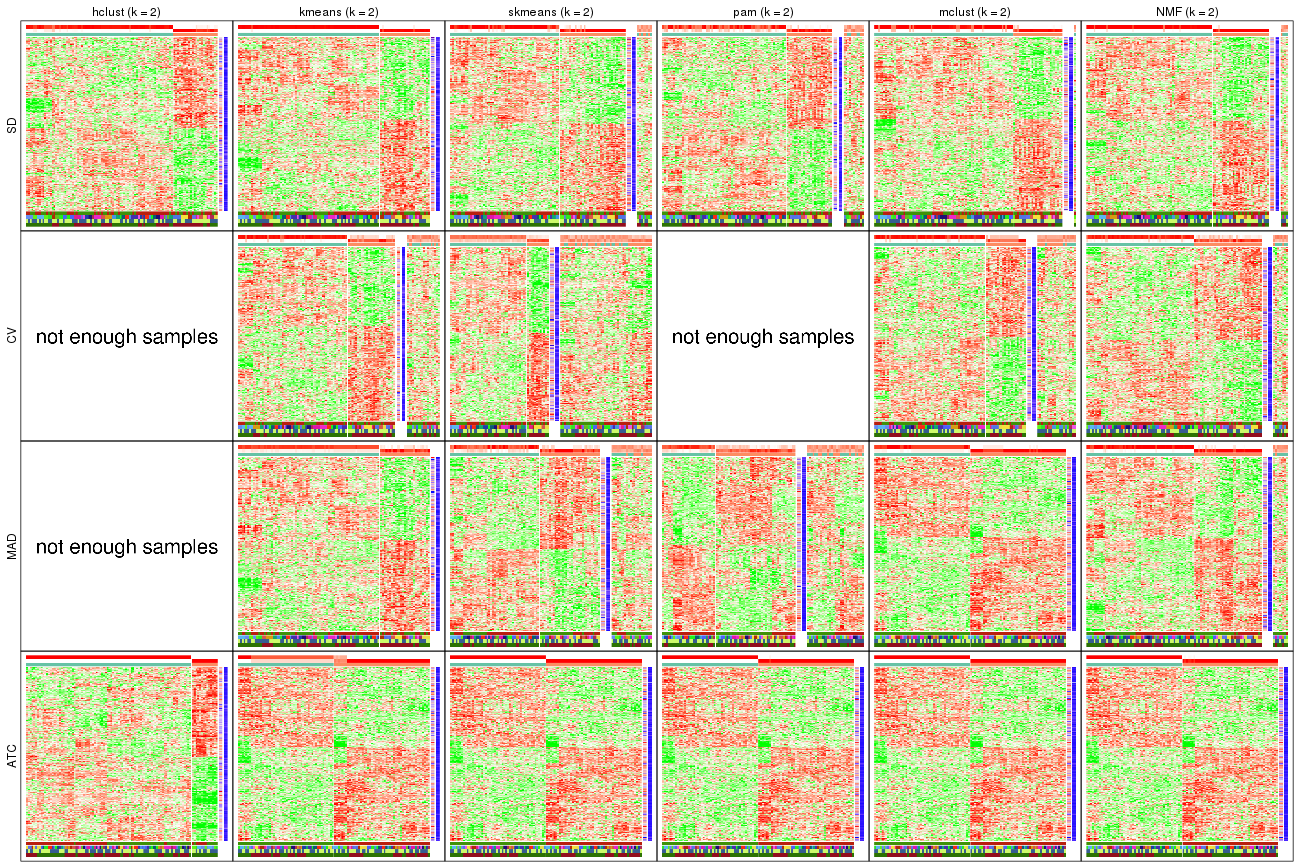 hclust (k = 2) kmeans (k = 2) skmeans (k = 2) pam (k = 2) mclust (k = 2) NMF (k = 2)
SD
CV
not enough samples not enough samples
MAD
not enough samples
ATC